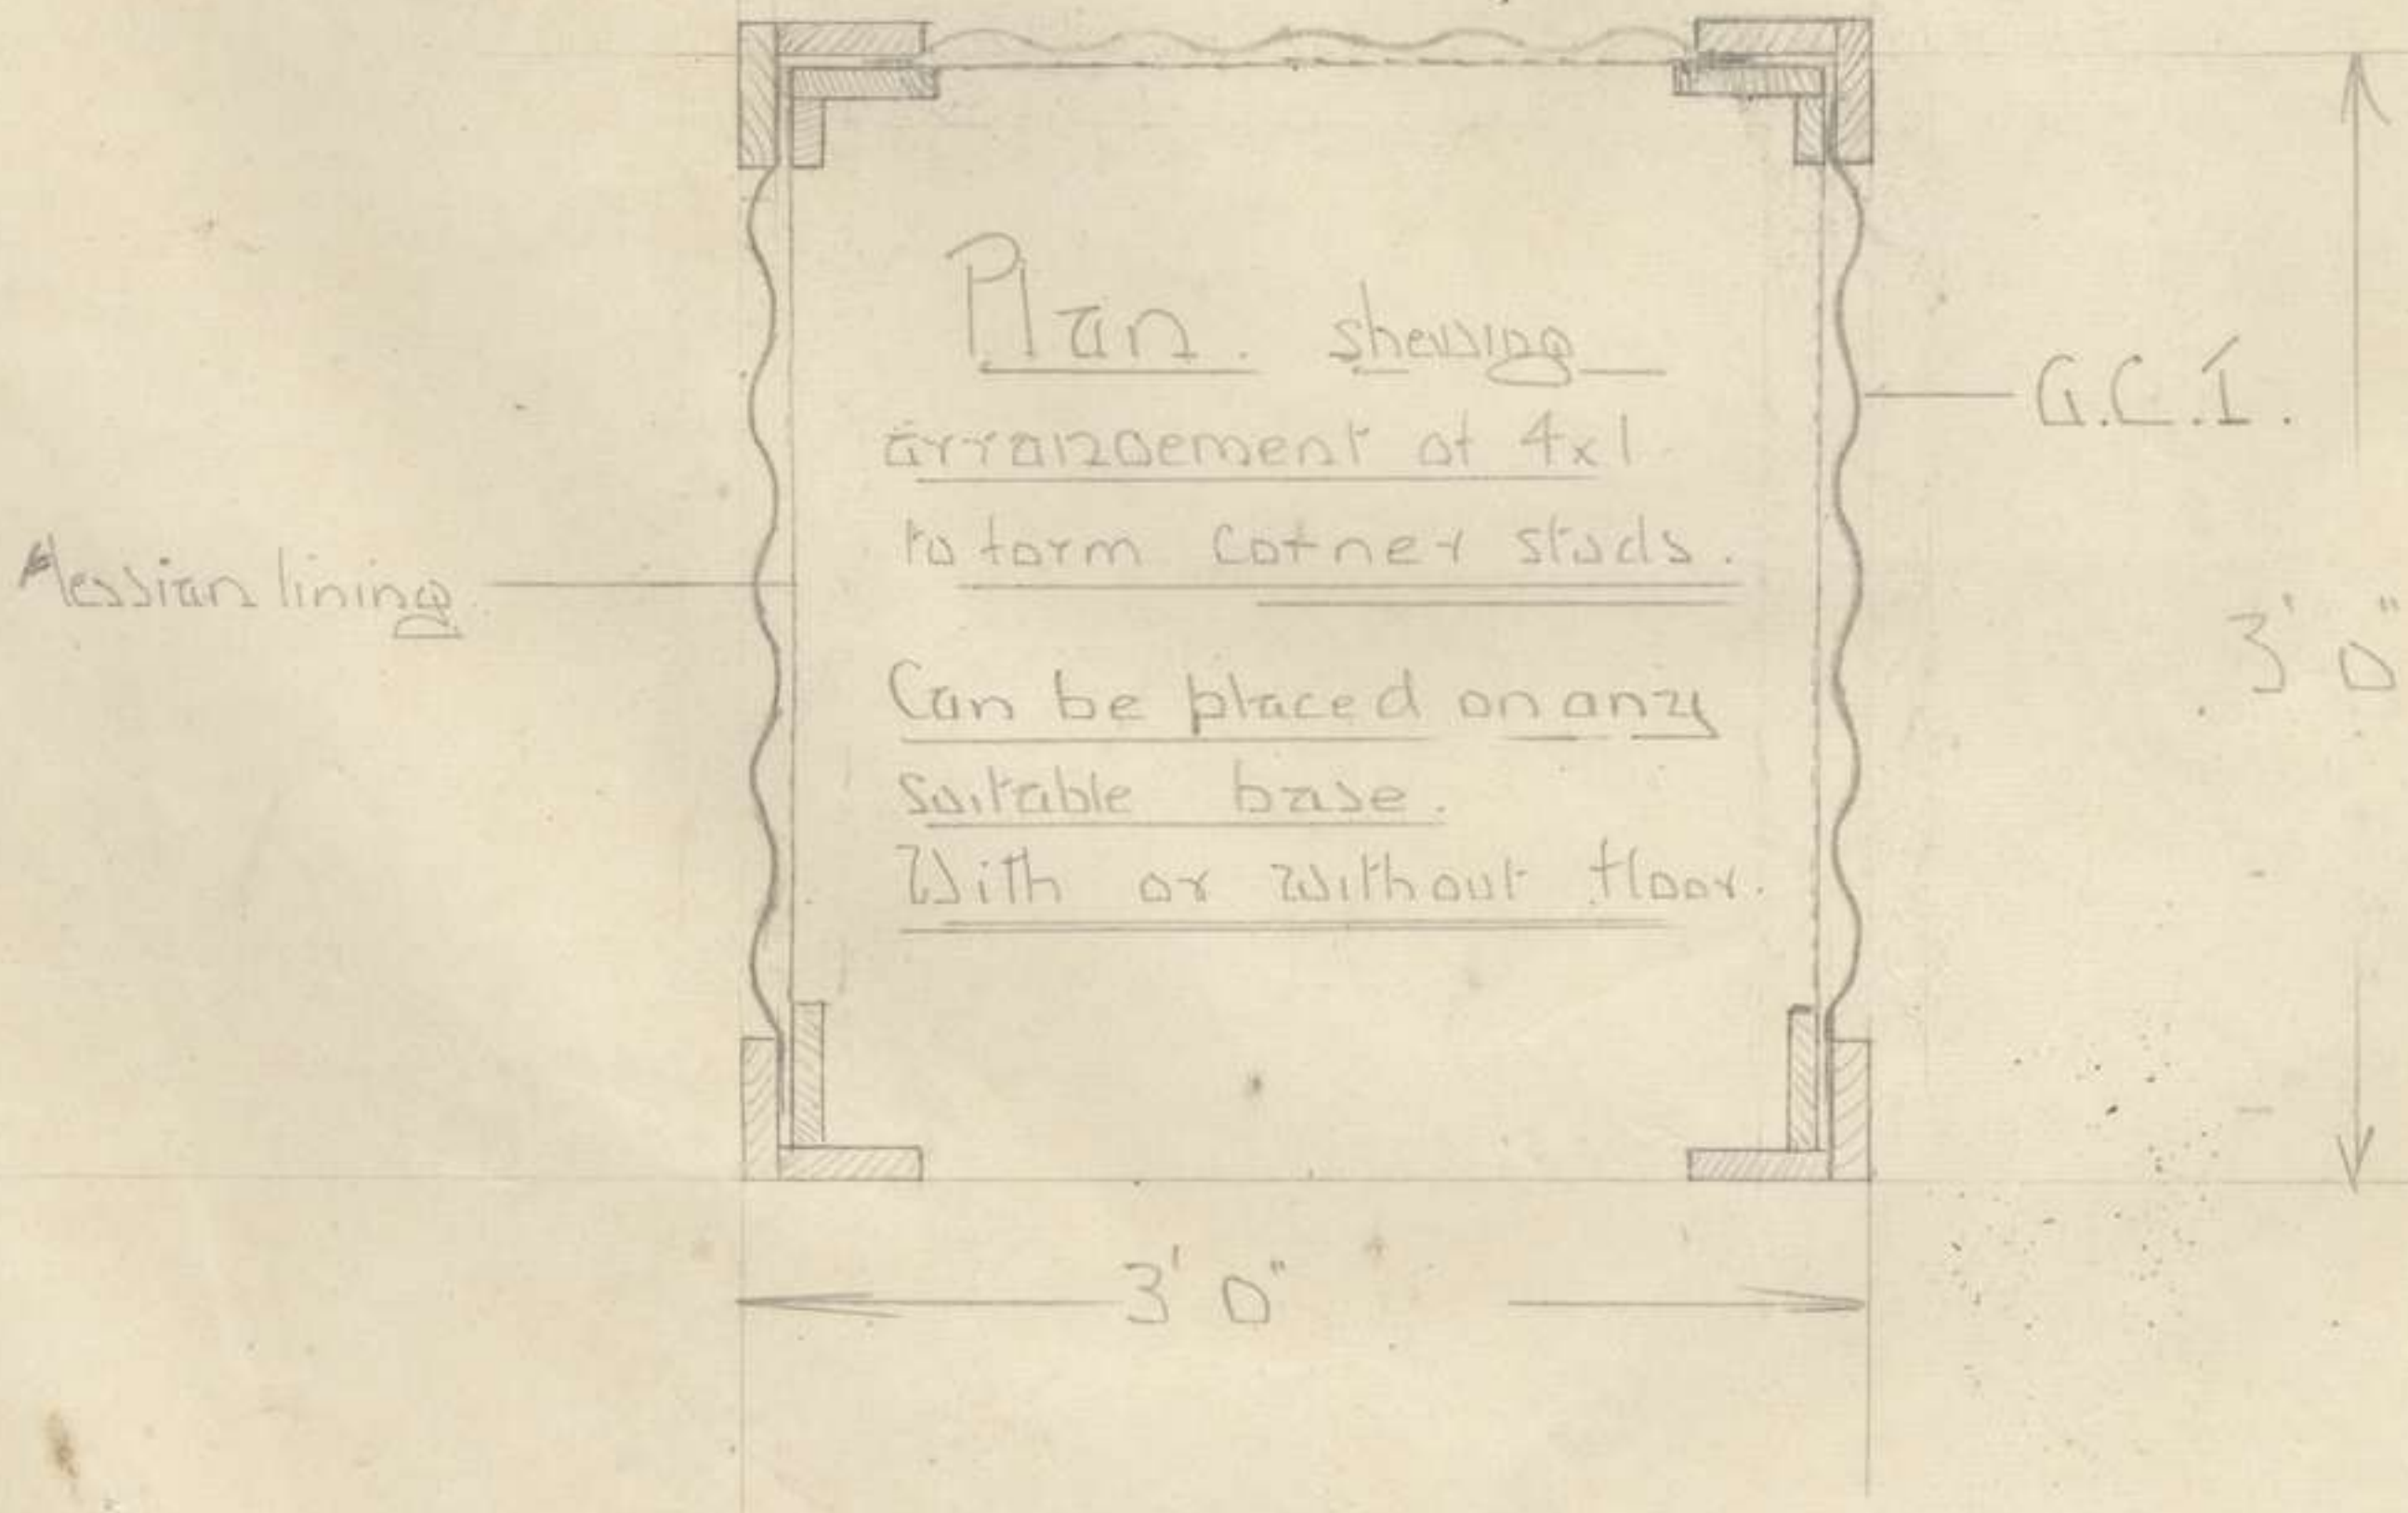 Plan. shewing
arrangement of 4x1
to form corner studs.
Can be placed on any
suitable base.
With or without floor.
Hessian lining
G.C.I.
3' 0"
3' 0"